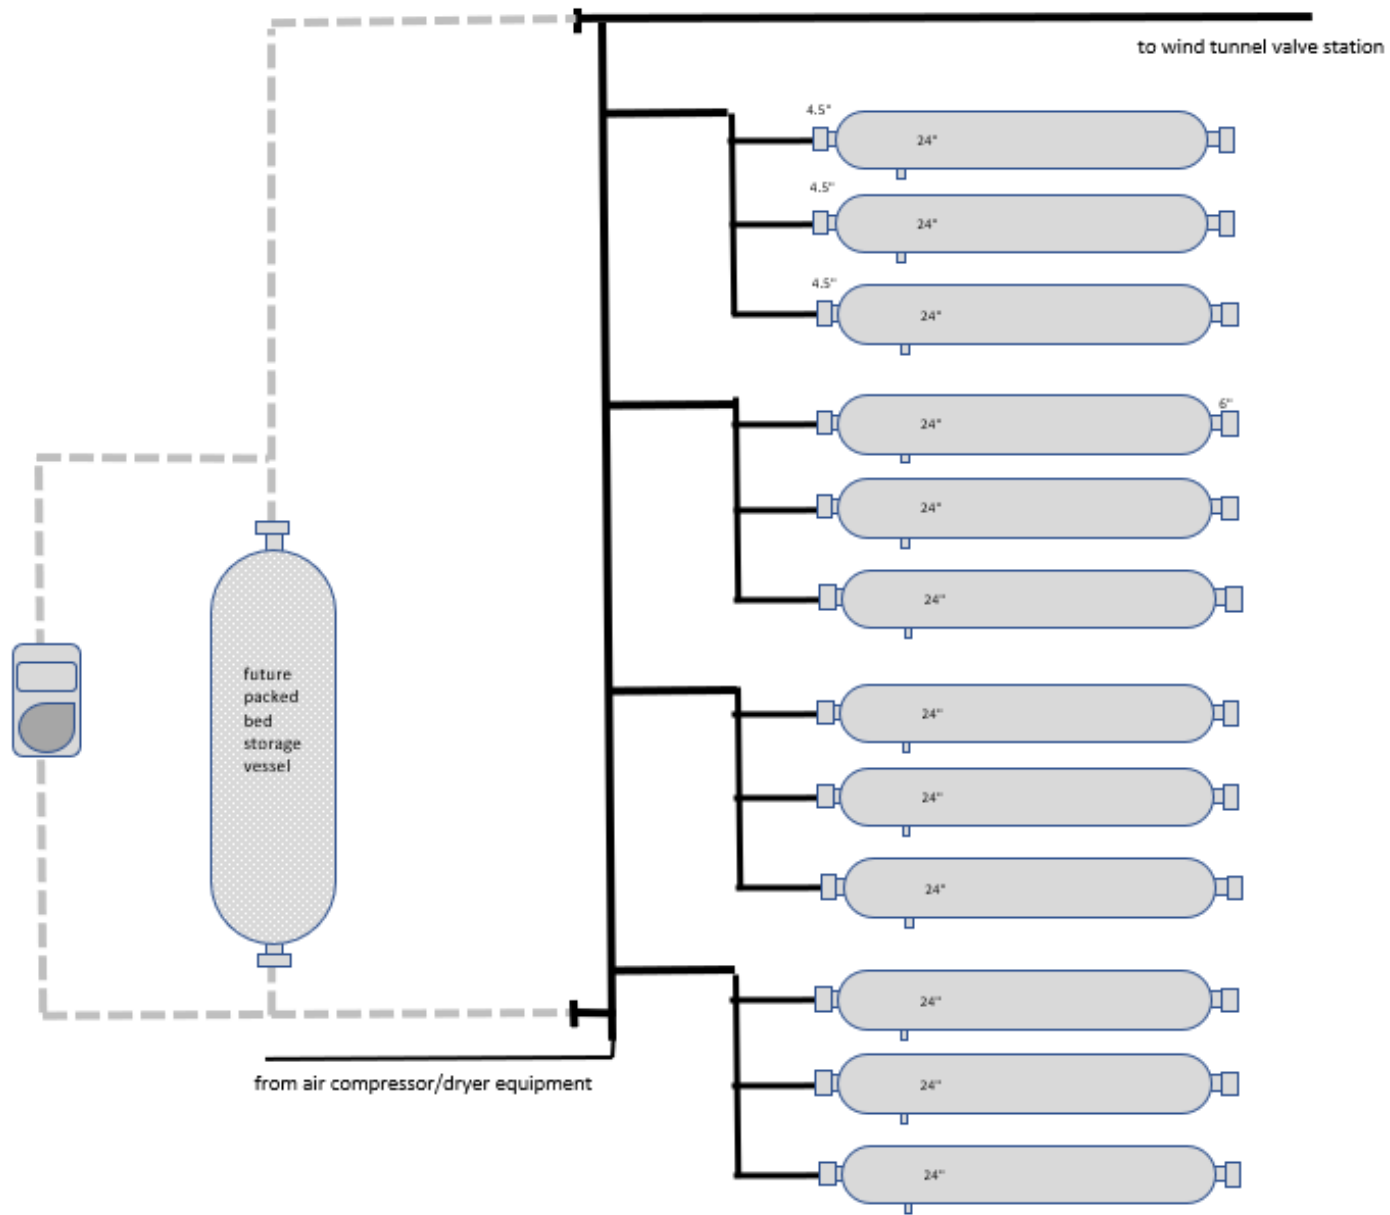 to wind tunnel valve station
4.5"
24"
4.5"
24"
4.5"
24"
6"
24"
24"
24"
future
packed
bed
storage
vessel
24"
24"
24"
24"
from air compressor/dryer equipment
24"
24"